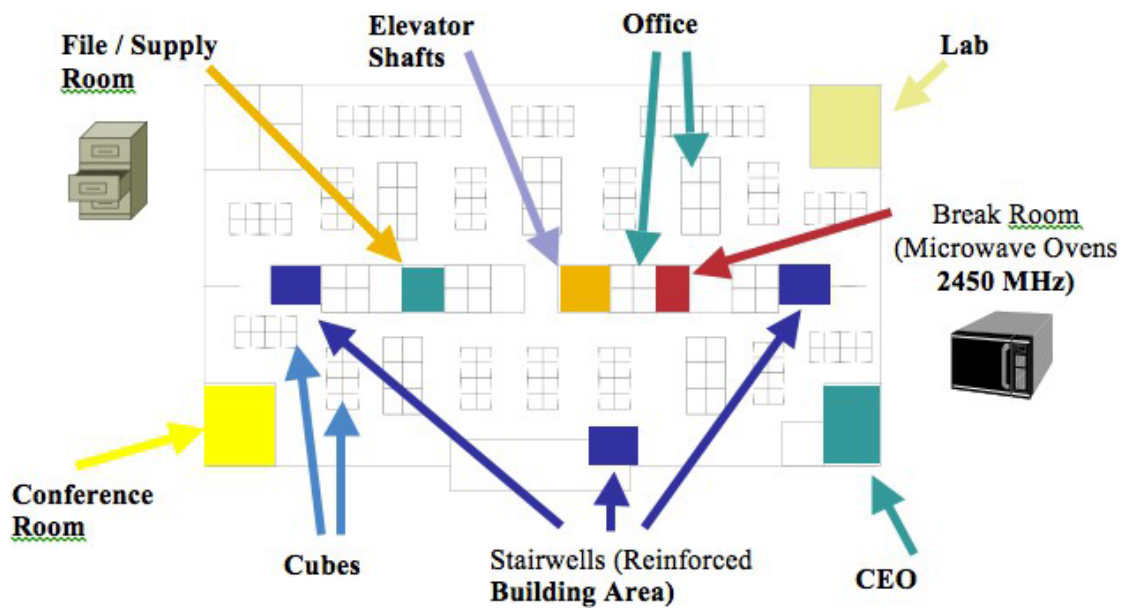 File / Supply
Room
Elevator
Shafts
Office
Lab
Break Room
(Microwave Ovens
2450 MHz)
Conference
Room
Cubes
Stairwells (Reinforced
Building Area)
CEO